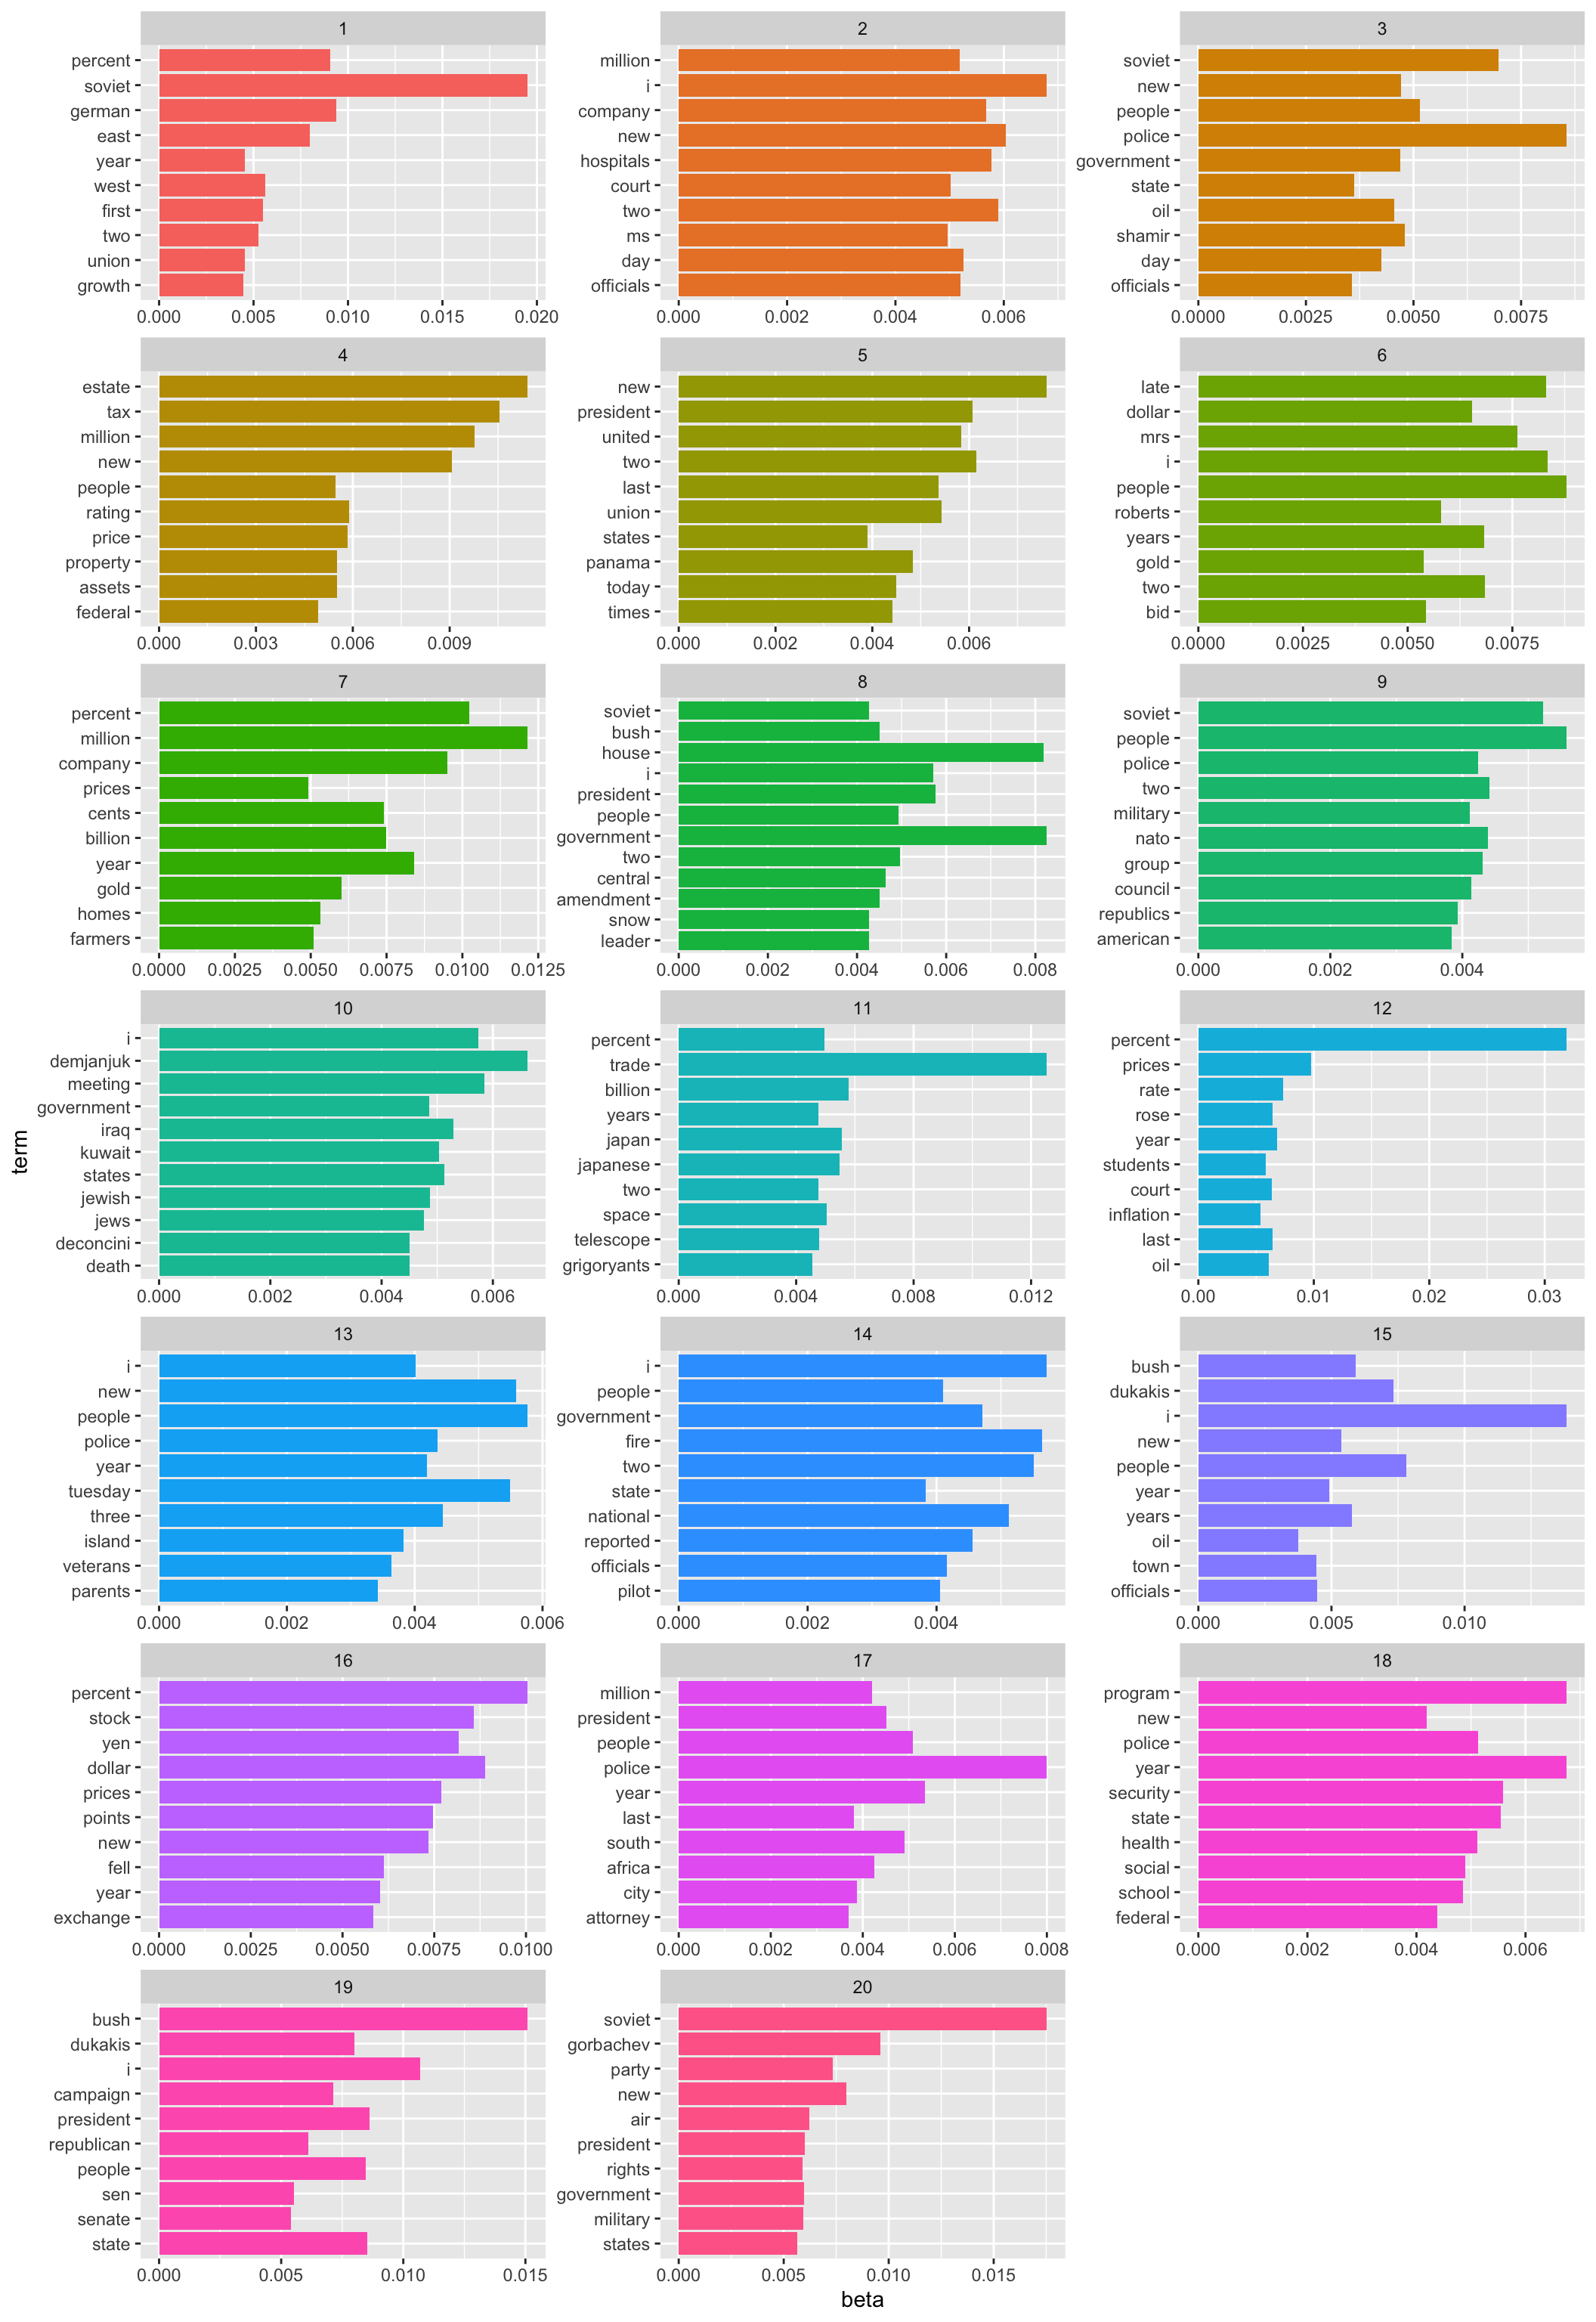 1
percent
soviet
german
east
year
west
first
two
union
growth
0.000 0.005 0.010 0.015 0.020
2
million
i
company
new
hospitals
court
two
ms
day
officials
0.000 0.002 0.004 0.006
3
soviet
new
people
police
government
state
oil
shamir
day
officials
0.0000 0.0025 0.0050 0.0075
4
estate
tax
million
new
people
rating
price
property
assets
federal
0.000 0.003 0.006 0.009
5
new
president
united
two
last
union
states
panama
today
times
0.000 0.002 0.004 0.006
6
late
dollar
mrs
i
people
roberts
years
gold
two
bid
0.0000 0.0025 0.0050 0.0075
7
percent
million
company
prices
cents
billion
year
gold
homes
farmers
0.0000 0.0025 0.0050 0.0075 0.0100 0.0125
8
soviet
bush
house
i
president
people
government
two
central
amendment
snow
leader
0.000 0.002 0.004 0.006 0.008
9
soviet
people
police
two
military
nato
group
council
republics
american
0.000 0.002 0.004
term
10
i
demjanjuk
meeting
government
iraq
kuwait
states
jewish
jews
deconcini
death
0.000 0.002 0.004 0.006
11
percent
trade
billion
years
japan
japanese
two
space
telescope
grigoryants
0.000 0.004 0.008 0.012
12
percent
prices
rate
rose
year
students
court
inflation
last
oil
0.00 0.01 0.02 0.03
13
i
new
people
police
year
tuesday
three
island
veterans
parents
0.000 0.002 0.004 0.006
14
i
people
government
fire
two
state
national
reported
officials
pilot
0.000 0.002 0.004
15
bush
dukakis
i
new
people
year
years
oil
town
officials
0.000 0.005 0.010
16
percent
stock
yen
dollar
prices
points
new
fell
year
exchange
0.0000 0.0025 0.0050 0.0075 0.0100
17
million
president
people
police
year
last
south
africa
city
attorney
0.000 0.002 0.004 0.006 0.008
18
program
new
police
year
security
state
health
social
school
federal
0.000 0.002 0.004 0.006
19
bush
dukakis
i
campaign
president
republican
people
sen
senate
state
0.000 0.005 0.010 0.015
20
soviet
gorbachev
party
new
air
president
rights
government
military
states
0.000 0.005 0.010 0.015
beta